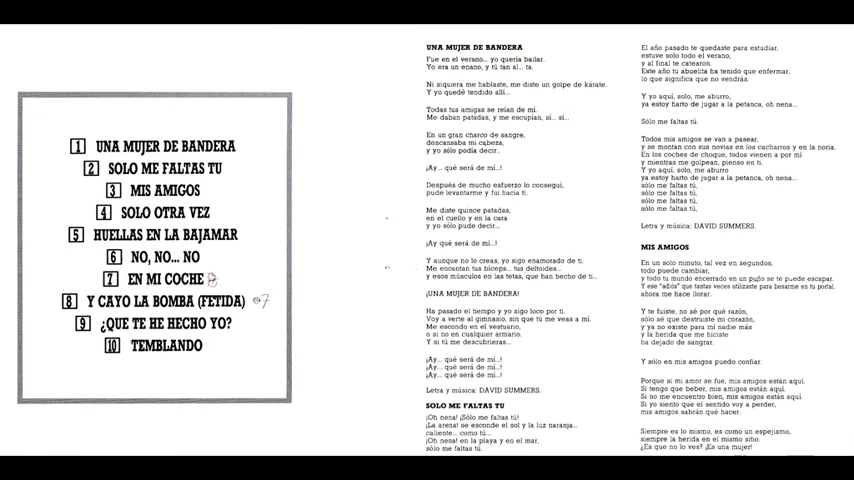 1 UNA MUJER DE BANDERA
2 SOLO ME FALTAS TU
3 MIS AMIGOS
4 SOLO OTRA VEZ
5 HUELLAS EN LA BAJAMAR
6 NO, NO... NO
7 EN MI COCHE
8 Y CAYO LA BOMBA (FETIDA)
9 ¿QUE TE HE HECHO YO?
10 TEMBLANDO
UNA MUJER DE BANDERA
Fue en el verano... yo quería bailar.
Yo era un enano, y tú tan al... ta.
Ni siquiera me hablaste, me diste un golpe de kárate.
Y yo quedé tendido allí...
Todas tus amigas se reían de mí.
Me daban patadas, y me escupían, sí... sí...
En un gran charco de sangre,
descansaba mi cabeza,
y yo sólo podía decir..
¡Ay... qué será de mí...!
Después de mucho esfuerzo lo conseguí,
pude levantarme y fui hacia ti.
Me diste quince patadas,
en el cuello y en la cara
y yo sólo pude decir...
¡Ay qué será de mí...!
Y aunque no lo creas, yo sigo enamorado de ti.
Me encantan tus bíceps... tus deltoides...
y esos músculos en las tetas, que han hecho de ti...
¡UNA MUJER DE BANDERA!
Ha pasado el tiempo y yo sigo loco por ti.
Voy a verte al gimnasio, sin que tú me veas a mí.
Me escondo en el vestuario,
o si no en cualquier armario.
Y si tú me descubrieras...
¡Ay... qué será de mí...!
¡Ay... qué será de mí...!
¡Ay... qué será de mí...!
Letra y música: DAVID SUMMERS.
SOLO ME FALTAS TU
¡Oh nena! ¡Sólo me faltas tú!
¡La arena! se esconde el sol y la luz naranja...
caliente... como tú...
¡Oh nena! en la playa y en el mar,
sólo me faltas tú.
El año pasado te quedaste para estudiar,
estuve solo todo el verano,
y al final te catearon.
Este año tu abuelita ha tenido que enfermar,
lo que significa que no vendrás.
Y yo aquí, solo, me aburro,
ya estoy harto de jugar a la petanca, oh nena...
Sólo me faltas tú.
Todos mis amigos se van a pasear,
y se montan con sus novias en los cucharros y en la noria.
En los coches de choque, todos vienen a por mí
y mientras me golpean, pienso en ti.
Y yo aquí, solo, me aburro
ya estoy harto de jugar a la petanca, oh nena...
sólo me faltas tú,
sólo me faltas tú,
sólo me faltas tú,
sólo me faltas tú,
Letra y música: DAVID SUMMERS.
MIS AMIGOS
En un solo minuto, tal vez en segundos,
todo puede cambiar,
y todo tu mundo encerrado en un puño se te puede escapar.
Y ese "adiós" que tantas veces utilizaste para besarme en tu portal,
ahora me hace llorar.
Y te fuiste, no sé por qué razón,
sólo sé que destruiste mi corazón,
y ya no existe para mí nadie más
y la herida que me hiciste
ha dejado de sangrar.
Y sólo en mis amigos puedo confiar.
Porque si mi amor se fue, mis amigos están aquí.
Si tengo que beber, mis amigos están aquí.
Si no me encuentro bien, mis amigos están aquí.
Si yo siento que el sentido voy a perder,
mis amigos sabrán qué hacer.
Siempre es lo mismo, es como un espejismo,
siempre la herida en el mismo sitio.
¿Es que no lo ves? ¡Es una mujer!